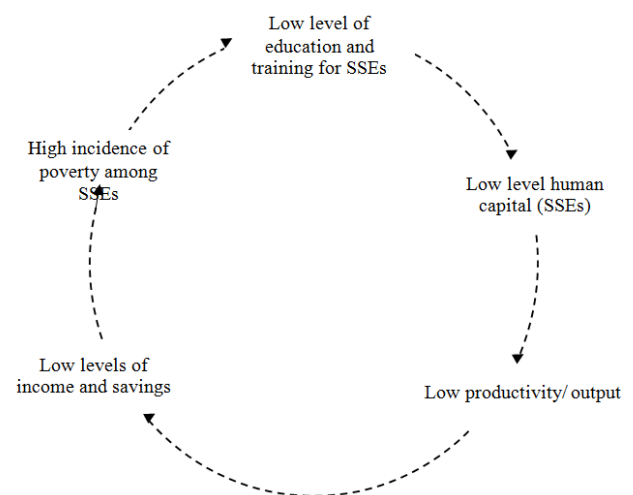 Low level of
education and
training for SSEs
High incidence of
poverty among
SSEs
Low level human
capital (SSEs)
Low levels of
income and savings
Low productivity/ output